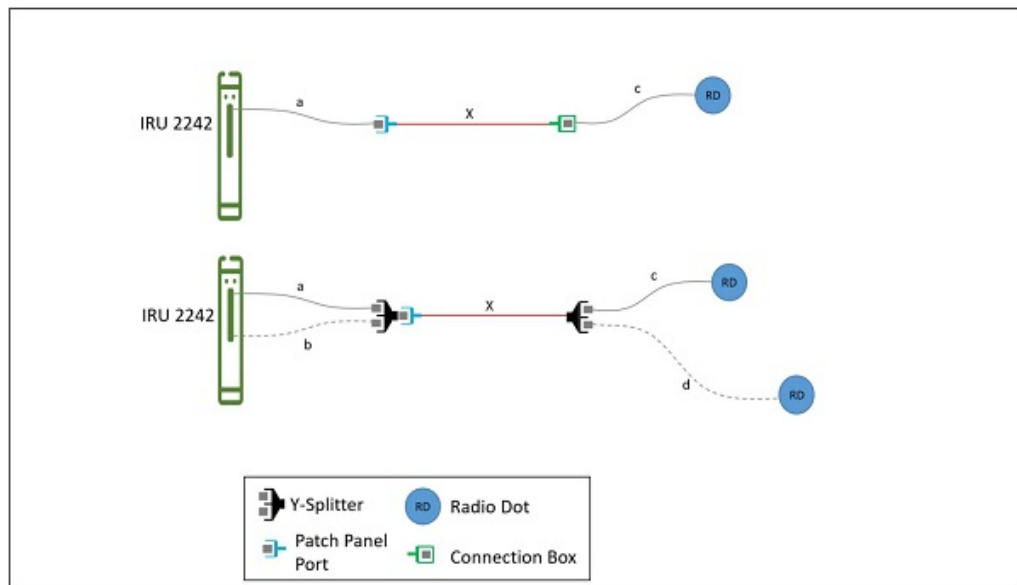 a
c
RD
IRU 2242
X
a
c
RD
IRU 2242
X
b
d
RD
Y-Splitter
RD
Radio Dot
Patch Panel
Port
Connection Box